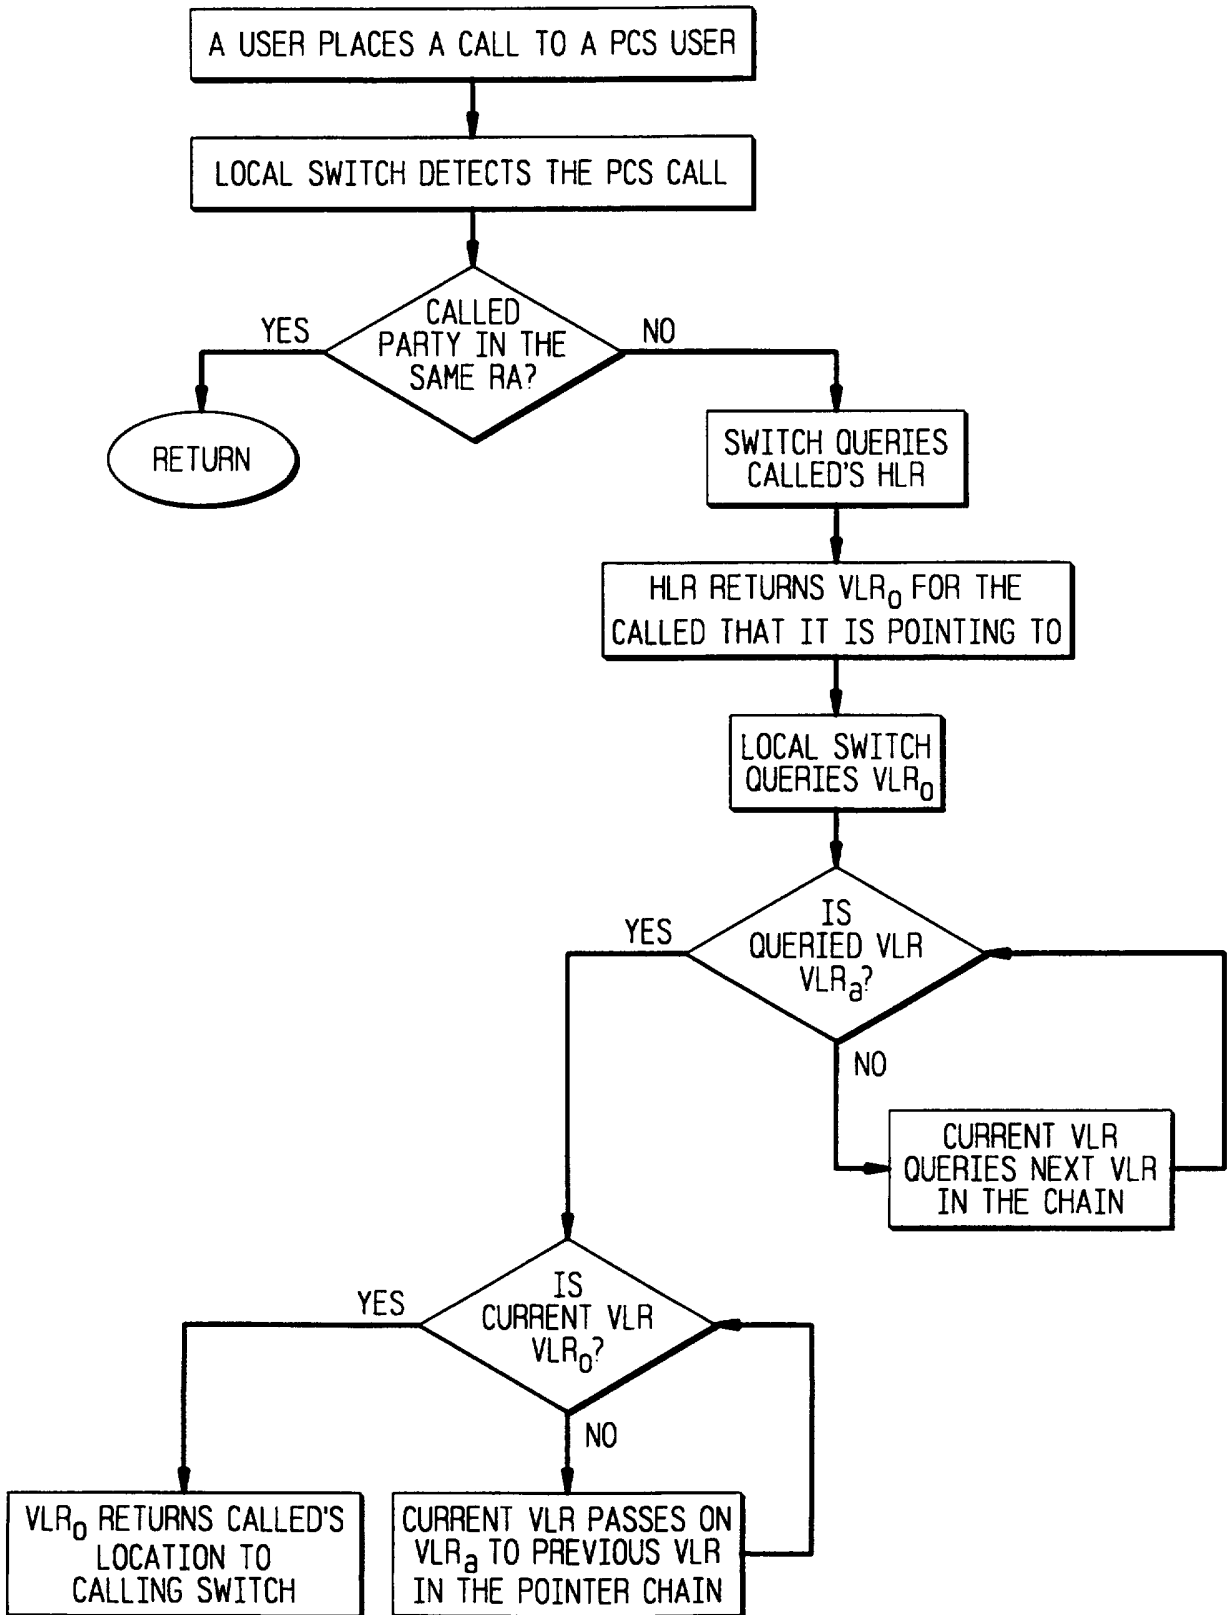 A USER PLACES A CALL TO A PCS USER
LOCAL SWITCH DETECTS THE PCS CALL
CALLED
PARTY IN THE
SAME RA?
YES
NO
RETURN
SWITCH QUERIES
CALLED'S HLR
HLR RETURNS VLR₀ FOR THE
CALLED THAT IT IS POINTING TO
LOCAL SWITCH
QUERIES VLR₀
IS
QUERIED VLR
VLRₐ?
YES
NO
CURRENT VLR
QUERIES NEXT VLR
IN THE CHAIN
IS
CURRENT VLR
VLR₀?
YES
NO
VLR₀ RETURNS CALLED'S
LOCATION TO
CALLING SWITCH
CURRENT VLR PASSES ON
VLRₐ TO PREVIOUS VLR
IN THE POINTER CHAIN